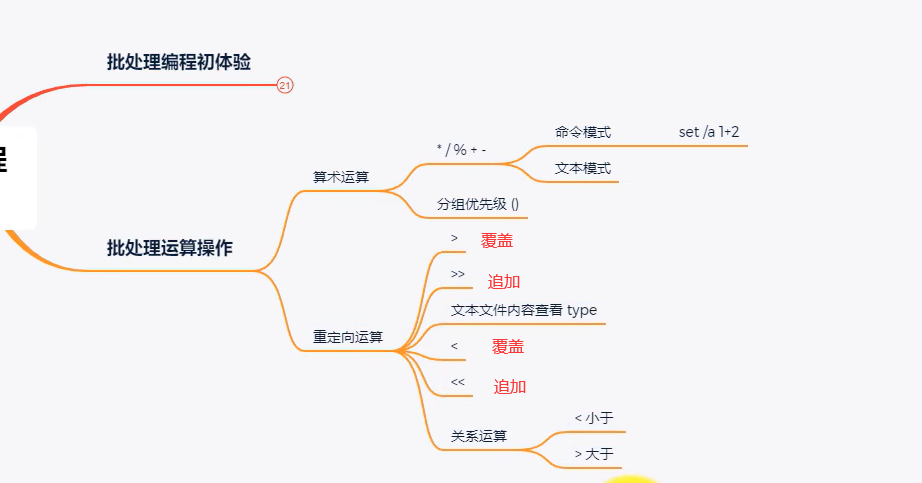 批处理编程初体验
21
程
批处理运算操作
算术运算
* / % + -
命令模式
set /a 1+2
文本模式
分组优先级 ()
重定向运算
> 覆盖
>> 追加
文本文件内容查看 type
< 覆盖
<< 追加
关系运算
< 小于
> 大于